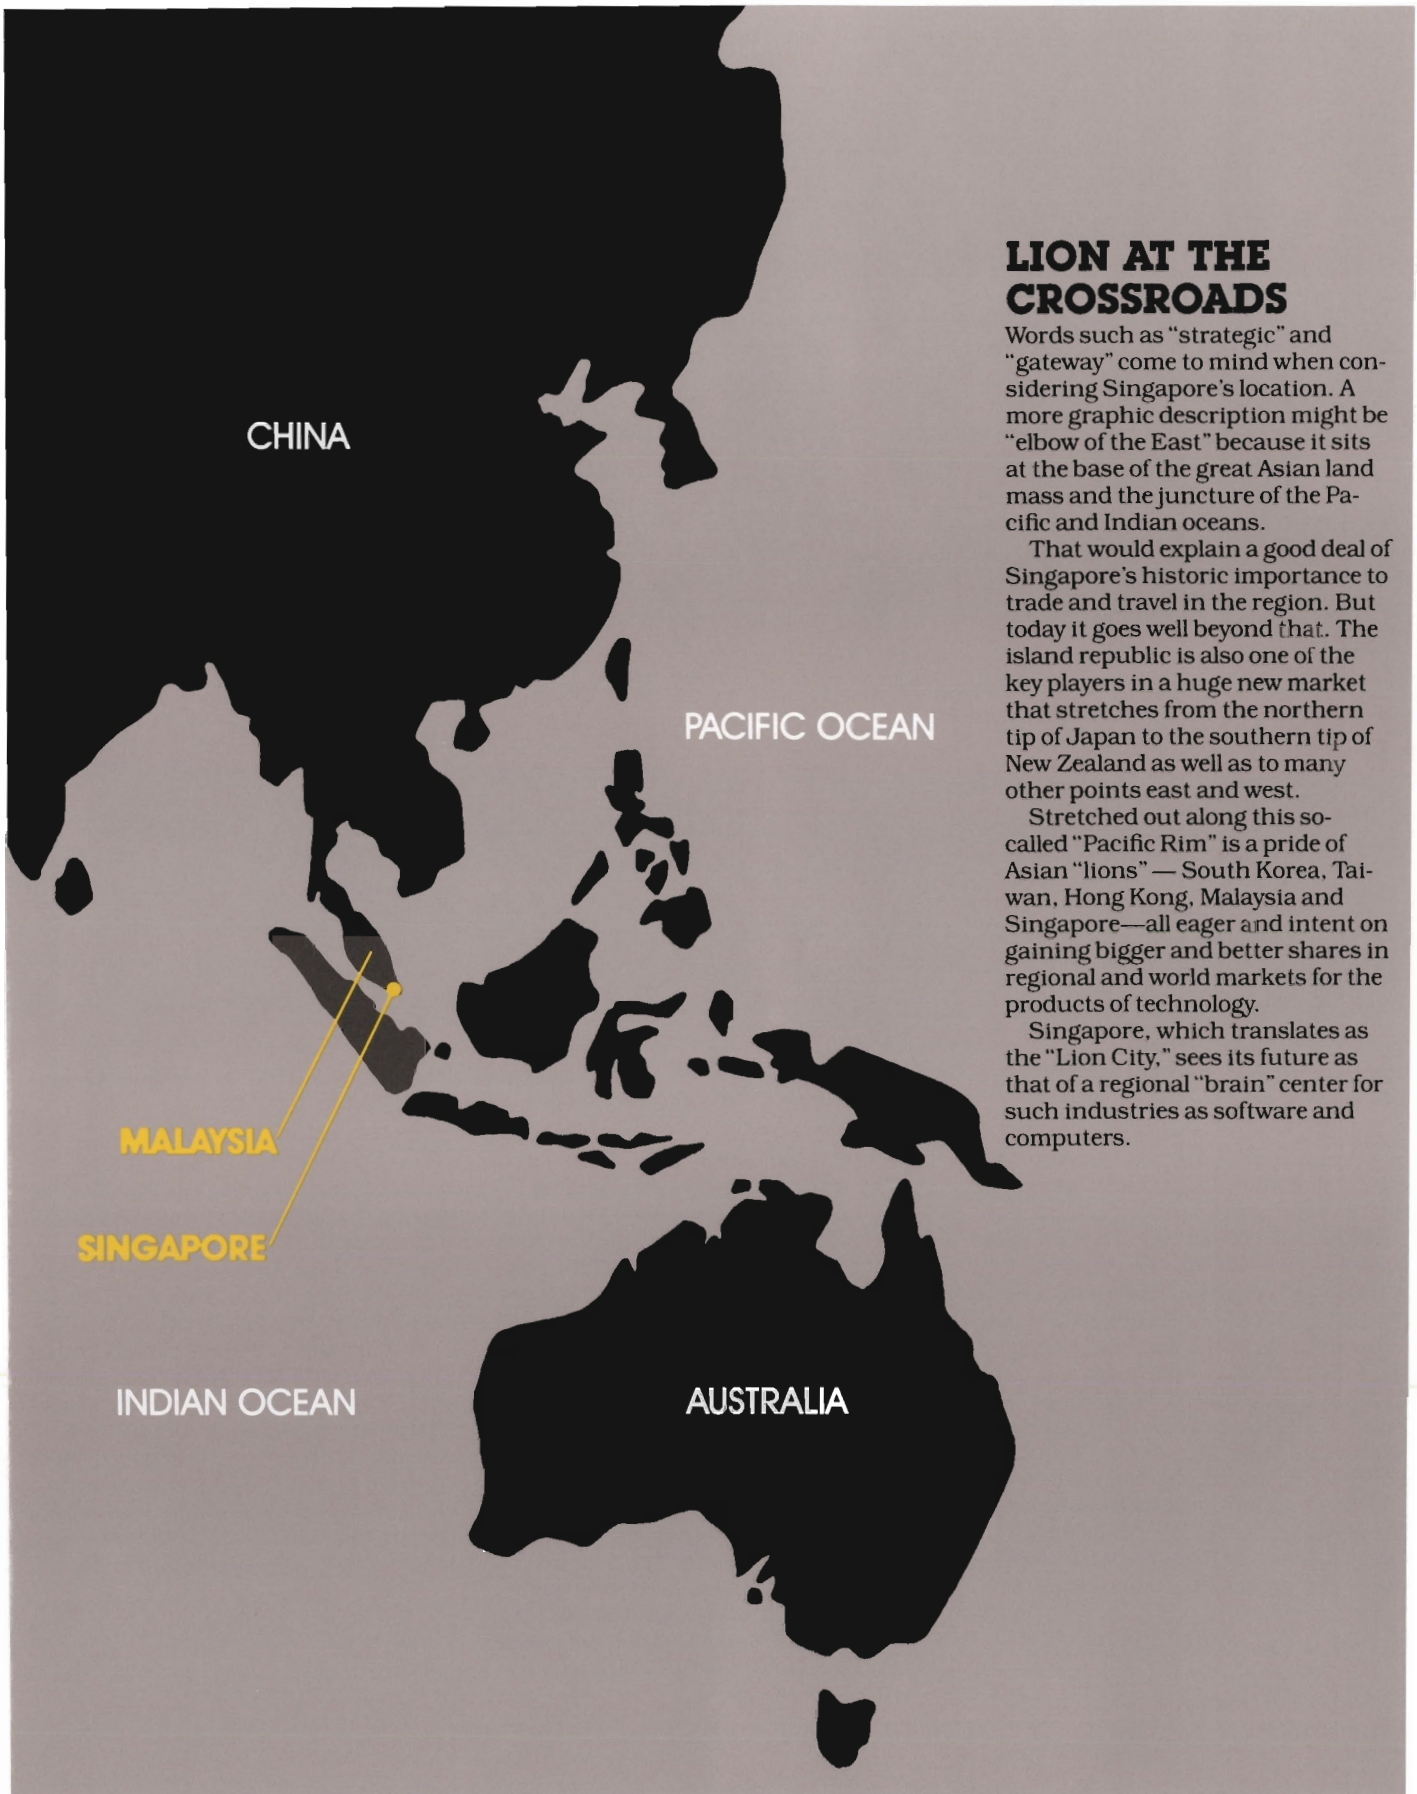 LION AT THE
CROSSROADS
Words such as “strategic” and
“gateway” come to mind when con-
sidering Singapore’s location. A
more graphic description might be
“elbow of the East” because it sits
at the base of the great Asian land
mass and the juncture of the Pa-
cific and Indian oceans.
That would explain a good deal of
Singapore’s historic importance to
trade and travel in the region. But
today it goes well beyond that. The
island republic is also one of the
key players in a huge new market
that stretches from the northern
tip of Japan to the southern tip of
New Zealand as well as to many
other points east and west.
Stretched out along this so-
called “Pacific Rim” is a pride of
Asian “lions” — South Korea, Tai-
wan, Hong Kong, Malaysia and
Singapore—all eager and intent on
gaining bigger and better shares in
regional and world markets for the
products of technology.
Singapore, which translates as
the “Lion City,” sees its future as
that of a regional “brain” center for
such industries as software and
computers.
CHINA
PACIFIC OCEAN
MALAYSIA
SINGAPORE
INDIAN OCEAN
AUSTRALIA